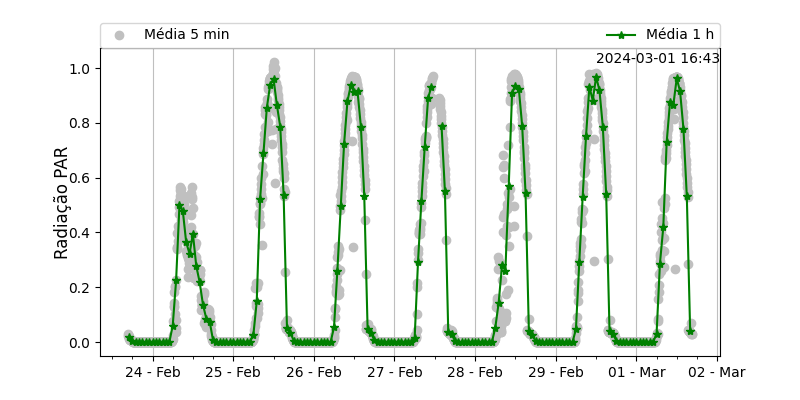 Média 5 min
Média 1 h
2024-03-01 16:43
Radiação PAR
1.0
0.8
0.6
0.4
0.2
0.0
24 - Feb
25 - Feb
26 - Feb
27 - Feb
28 - Feb
29 - Feb
01 - Mar
02 - Mar